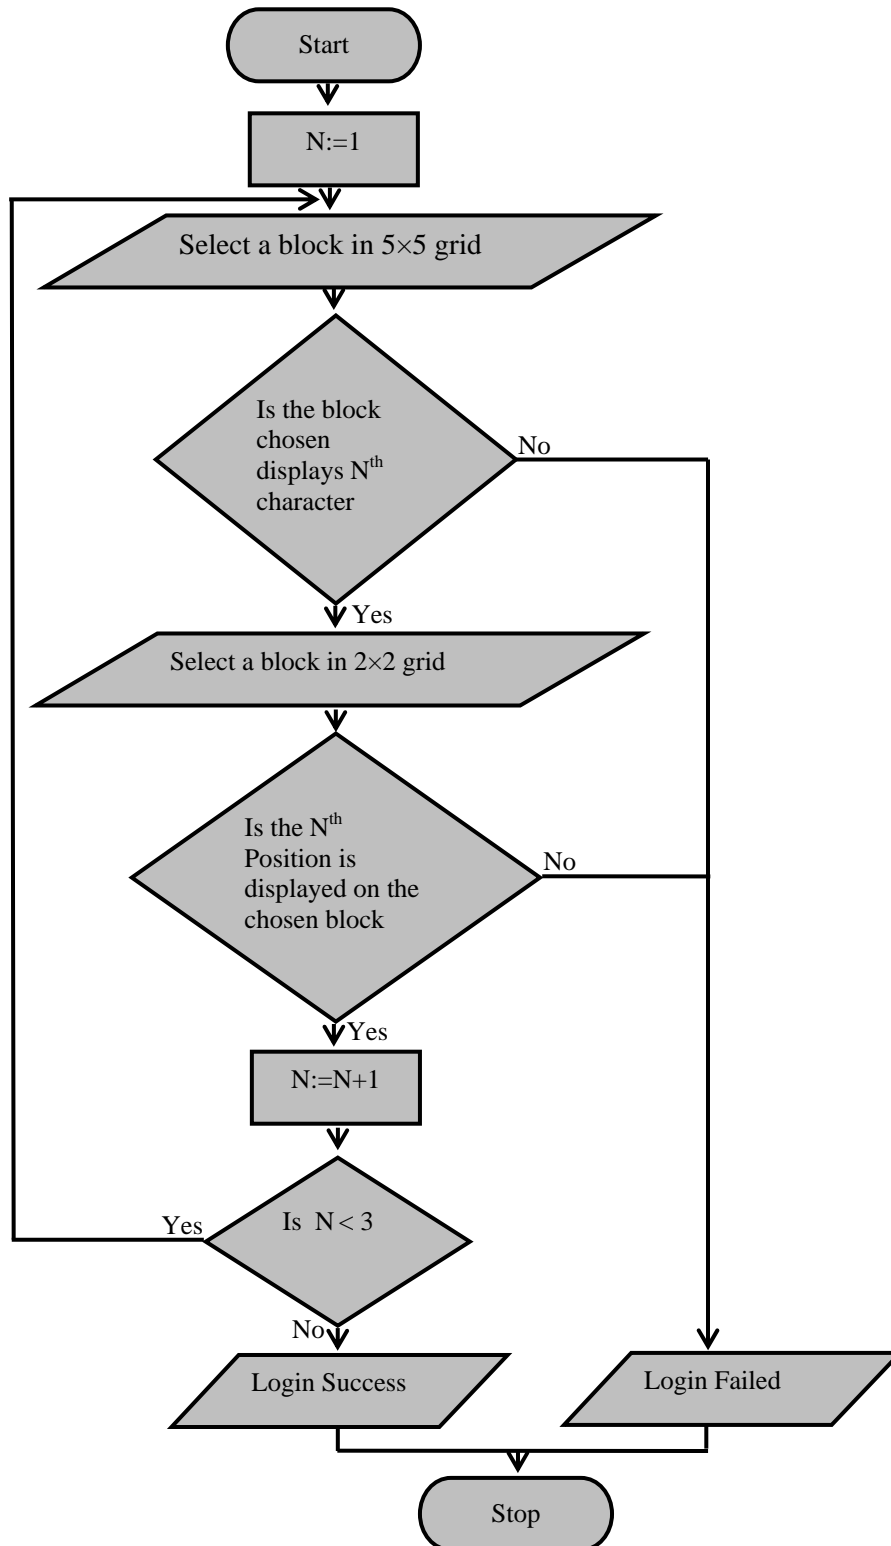 Start
N:=1
Select a block in 5×5 grid
Is the block
chosen
displays Nth
character
No
Yes
Select a block in 2×2 grid
Is the Nth
Position is
displayed on the
chosen block
No
Yes
N:=N+1
Is N < 3
Yes
No
Login Success
Login Failed
Stop